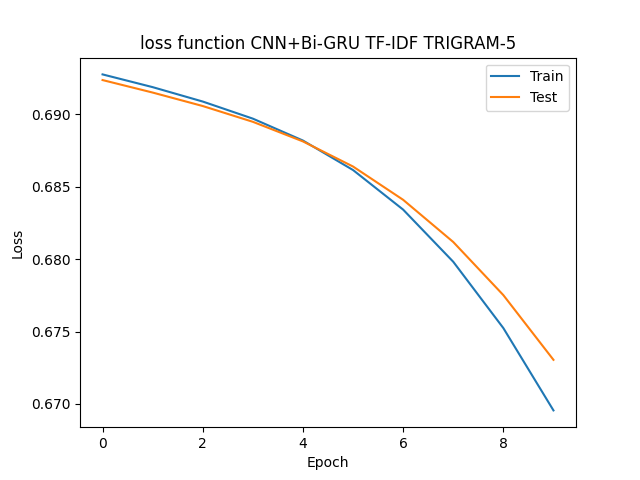 loss function CNN+Bi-GRU TF-IDF TRIGRAM-5
Train
Test
0.690
0.685
0.680
0.675
0.670
Loss
0 2 4 6 8
Epoch